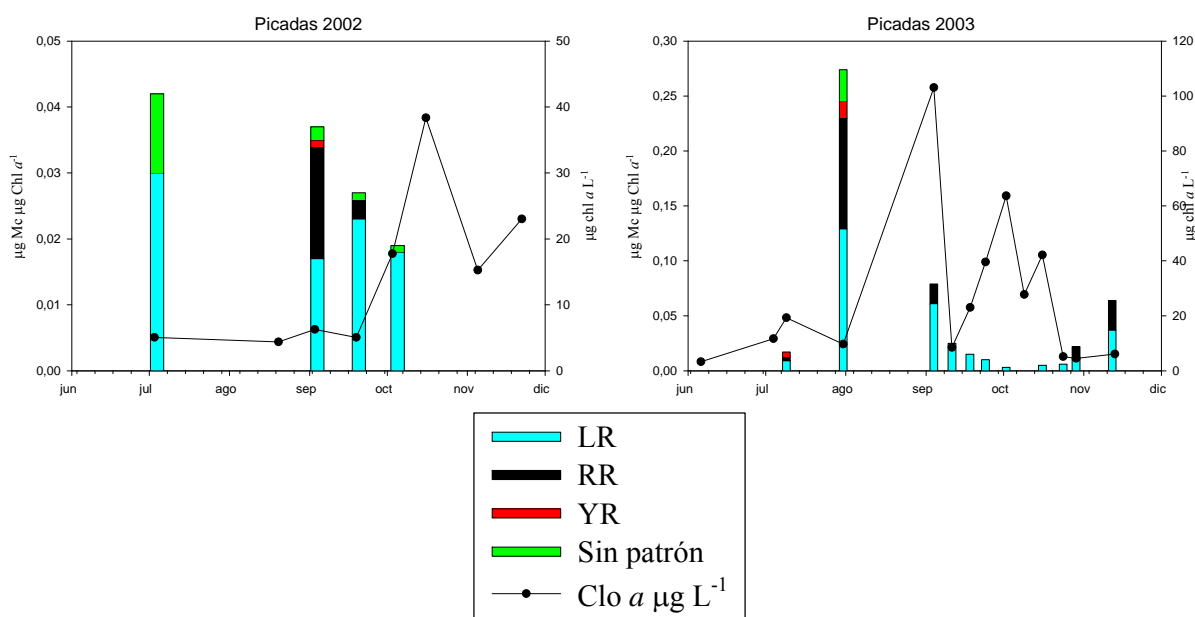 Picadas 2002
0,05
0,04
0,03
0,02
0,01
0,00
µg Mc µg Chl a⁻¹
50
40
30
20
10
0
µg chl a L⁻¹
jun jul ago sep oct nov dic
Picadas 2003
0,30
0,25
0,20
0,15
0,10
0,05
0,00
µg Mc µg Chl a⁻¹
120
100
80
60
40
20
0
µg chl a L⁻¹
jun jul ago sep oct nov dic
LR
RR
YR
Sin patrón
Clo a µg L⁻¹